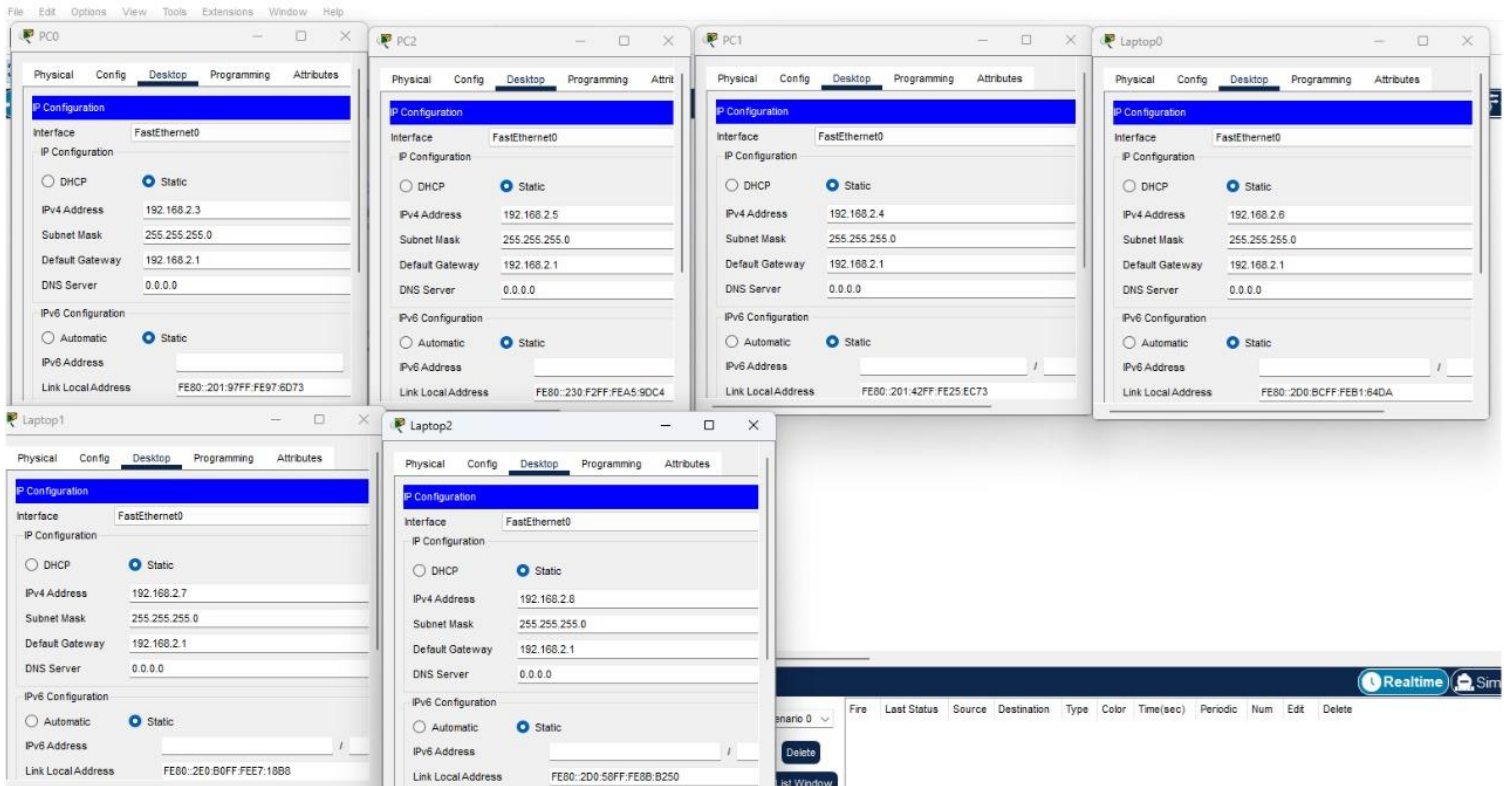 File Edit Options View Tools Extensions Window Help
PC0
Physical Config Desktop Programming Attributes
IP Configuration
Interface FastEthernet0
IP Configuration
DHCP Static
IPv4 Address 192.168.2.3
Subnet Mask 255.255.255.0
Default Gateway 192.168.2.1
DNS Server 0.0.0.0
IPv6 Configuration
Automatic Static
IPv6 Address
Link Local Address FE80::201:97FF:FE97:6D73
PC2
Physical Config Desktop Programming Attrib
IP Configuration
Interface FastEthernet0
IP Configuration
DHCP Static
IPv4 Address 192.168.2.5
Subnet Mask 255.255.255.0
Default Gateway 192.168.2.1
DNS Server 0.0.0.0
IPv6 Configuration
Automatic Static
IPv6 Address
Link Local Address FE80::230:F2FF:FEA5:9DC4
PC1
Physical Config Desktop Programming Attributes
IP Configuration
Interface FastEthernet0
IP Configuration
DHCP Static
IPv4 Address 192.168.2.4
Subnet Mask 255.255.255.0
Default Gateway 192.168.2.1
DNS Server 0.0.0.0
IPv6 Configuration
Automatic Static
IPv6 Address /
Link Local Address FE80::201:42FF:FE25:EC73
Laptop0
Physical Config Desktop Programming Attributes
IP Configuration
Interface FastEthernet0
IP Configuration
DHCP Static
IPv4 Address 192.168.2.6
Subnet Mask 255.255.255.0
Default Gateway 192.168.2.1
DNS Server 0.0.0.0
IPv6 Configuration
Automatic Static
IPv6 Address /
Link Local Address FE80::2D0:BCFF:FEB1:64DA
Laptop1
Physical Config Desktop Programming Attributes
IP Configuration
Interface FastEthernet0
IP Configuration
DHCP Static
IPv4 Address 192.168.2.7
Subnet Mask 255.255.255.0
Default Gateway 192.168.2.1
DNS Server 0.0.0.0
IPv6 Configuration
Automatic Static
IPv6 Address /
Link Local Address FE80::2E0:B0FF:FEE7:18B8
Laptop2
Physical Config Desktop Programming Attributes
IP Configuration
Interface FastEthernet0
IP Configuration
DHCP Static
IPv4 Address 192.168.2.8
Subnet Mask 255.255.255.0
Default Gateway 192.168.2.1
DNS Server 0.0.0.0
IPv6 Configuration
Automatic Static
IPv6 Address /
Link Local Address FE80::2D0:58FF:FE8B:B250
Realtime Sim
enario 0 Fire Last Status Source Destination Type Color Time(sec) Periodic Num Edit Delete
Delete
List Window